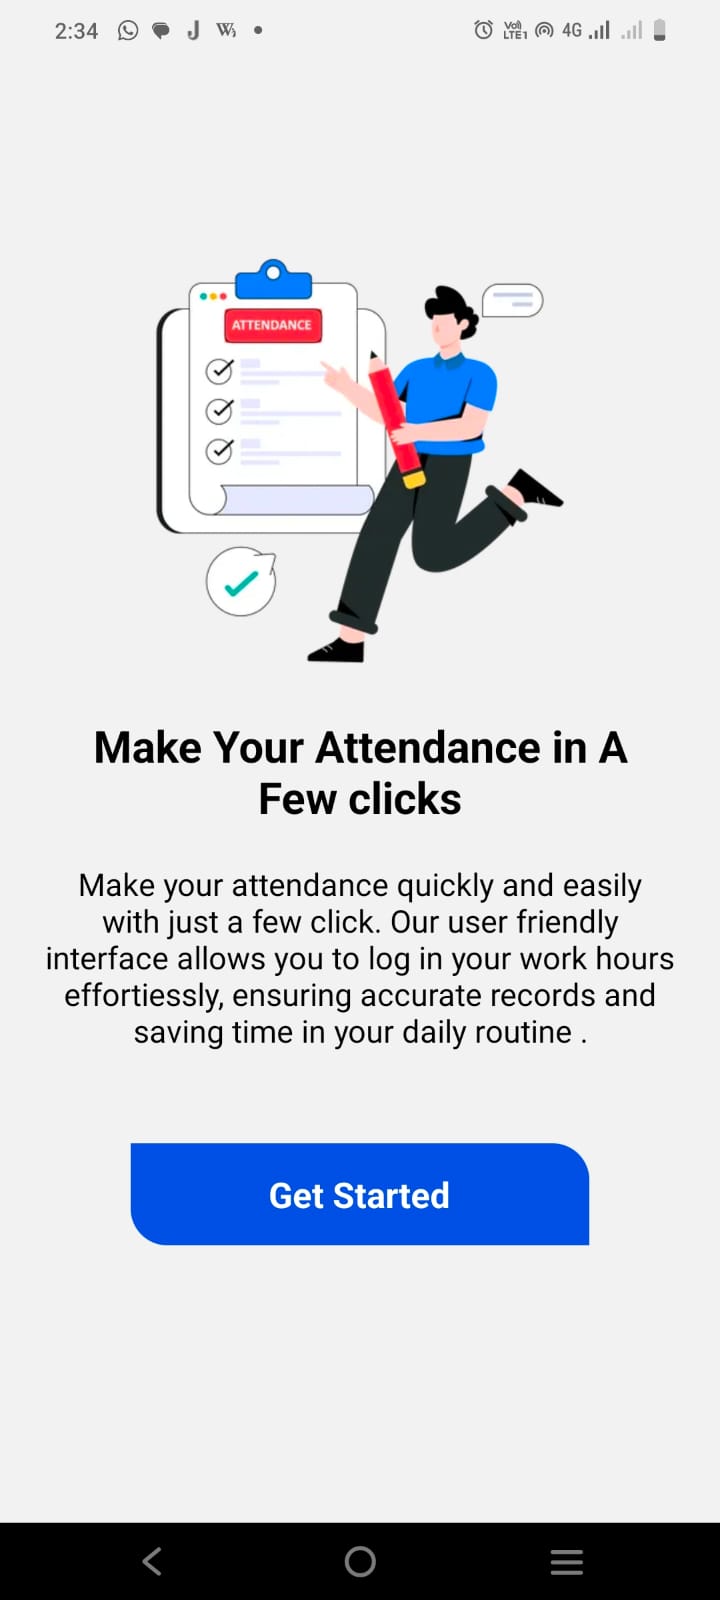 2:34 4G
VoD
LTE1
ATTENDANCE
Make Your Attendance in A
Few clicks
Make your attendance quickly and easily
with just a few click. Our user friendly
interface allows you to log in your work hours
effortiessly, ensuring accurate records and
saving time in your daily routine .
Get Started